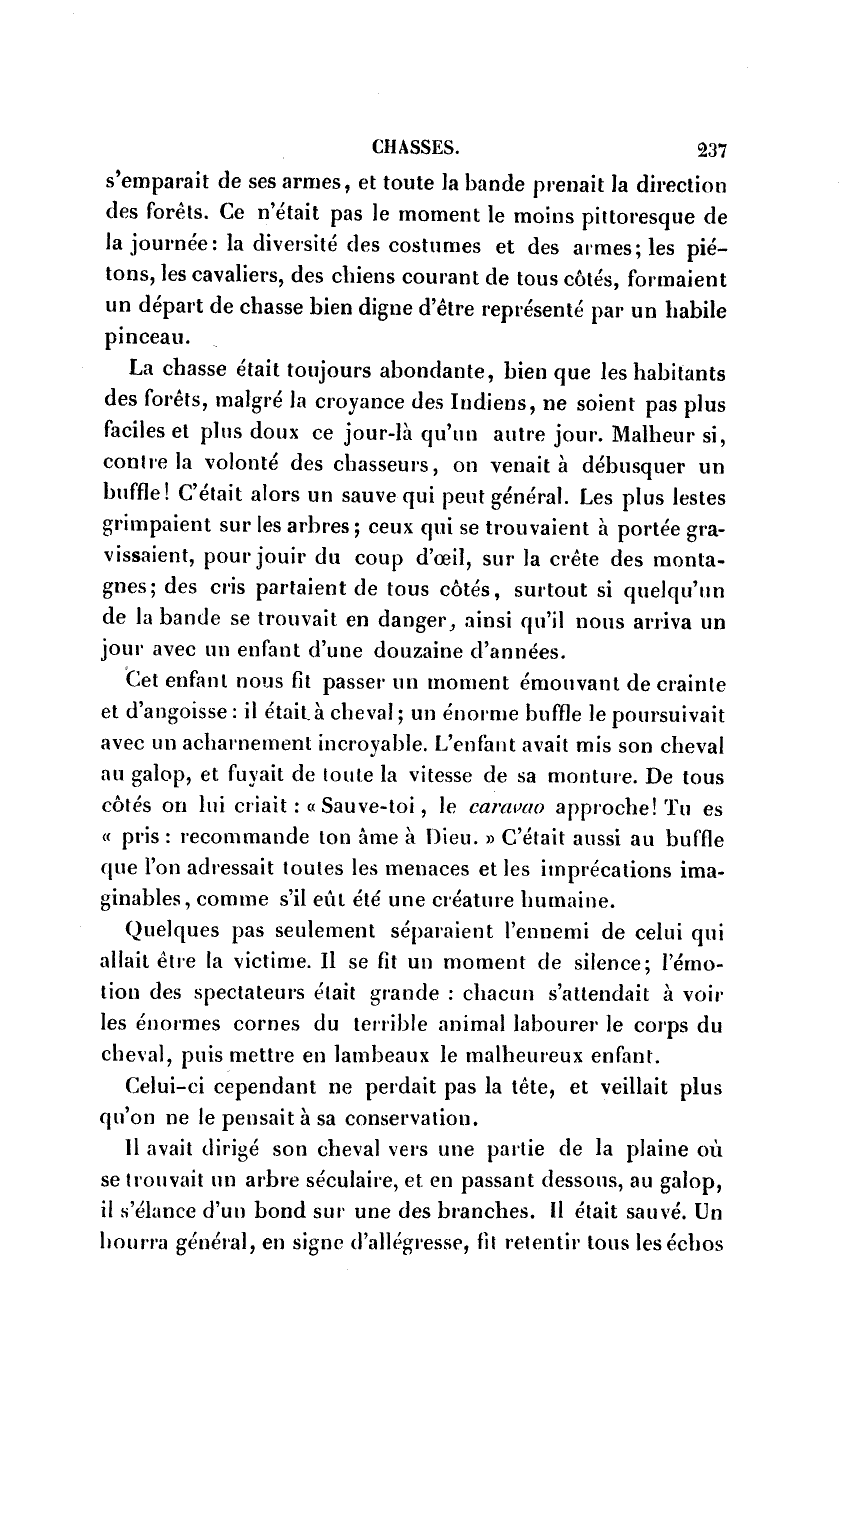 CHASSES. 237
s'emparait de ses armes, et toute la bande prenait la direction
des forêts. Ce n'était pas le moment le moins pittoresque de
la journée: la diversité des costumes et des armes; les pié-
tons, les cavaliers, des chiens courant de tous côtés, formaient
un départ de chasse bien digne d'être représenté par un habile
pinceau.
La chasse était toujours abondante, bien que les habitants
des forêts, malgré la croyance des Indiens, ne soient pas plus
faciles et plus doux ce jour-là qu'un autre jour. Malheur si,
contre la volonté des chasseurs, on venait à débusquer un
buffle! C'était alors un sauve qui peut général. Les plus lestes
grimpaient sur les arbres; ceux qui se trouvaient à portée gra-
vissaient, pour jouir du coup d'œil, sur la crête des monta-
gnes; des cris partaient de tous côtés, surtout si quelqu'un
de la bande se trouvait en danger, ainsi qu'il nous arriva un
jour avec un enfant d'une douzaine d'années.
Cet enfant nous fit passer un moment émouvant de crainte
et d'angoisse: il était à cheval; un énorme buffle le poursuivait
avec un acharnement incroyable. L'enfant avait mis son cheval
au galop, et fuyait de toute la vitesse de sa monture. De tous
côtés on lui criait : « Sauve-toi, le caravao approche! Tu es
« pris : recommande ton âme à Dieu. » C'était aussi au buffle
que l'on adressait toutes les menaces et les imprécations ima-
ginables, comme s'il eût été une créature humaine.
Quelques pas seulement séparaient l'ennemi de celui qui
allait être la victime. Il se fit un moment de silence; l'émo-
tion des spectateurs était grande : chacun s'attendait à voir
les énormes cornes du terrible animal labourer le corps du
cheval, puis mettre en lambeaux le malheureux enfant.
Celui-ci cependant ne perdait pas la tête, et veillait plus
qu'on ne le pensait à sa conservation.
Il avait dirigé son cheval vers une partie de la plaine où
se trouvait un arbre séculaire, et en passant dessous, au galop,
il s'élance d'un bond sur une des branches. Il était sauvé. Un
hourra général, en signe d'allégresse, fit retentir tous les échos